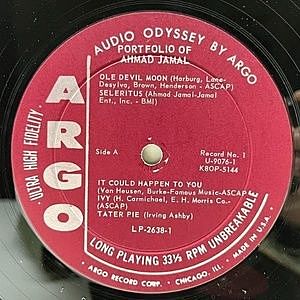 AUDIO ODYSSEY BY ARGO
PORTFOLIO OF
AHMAD JAMAL
OLE DEVIL MOON (Harburg, Lane-
Desylva, Brown, Henderson - ASCAP)
SELERITUS (Ahmad Jamal-Jamal
Ent., Inc. - BMI)
ULTRA HIGH FIDELITY
ARGO
Side A
Record No. 1
U-9076-1
K8OP-5144
IT COULD HAPPEN TO YOU
(Van Heusen, Burke-Famous Music-ASCAP)
IVY (H. Carmichael, E. H. Morris Co.-
ASCAP)
TATER PIE (Irving Ashby)
LP-2638-1
LONG PLAYING 33⅓ RPM UNBREAKABLE
ARGO RECORD CORP. - CHICAGO, ILL. - MADE IN U.S.A.